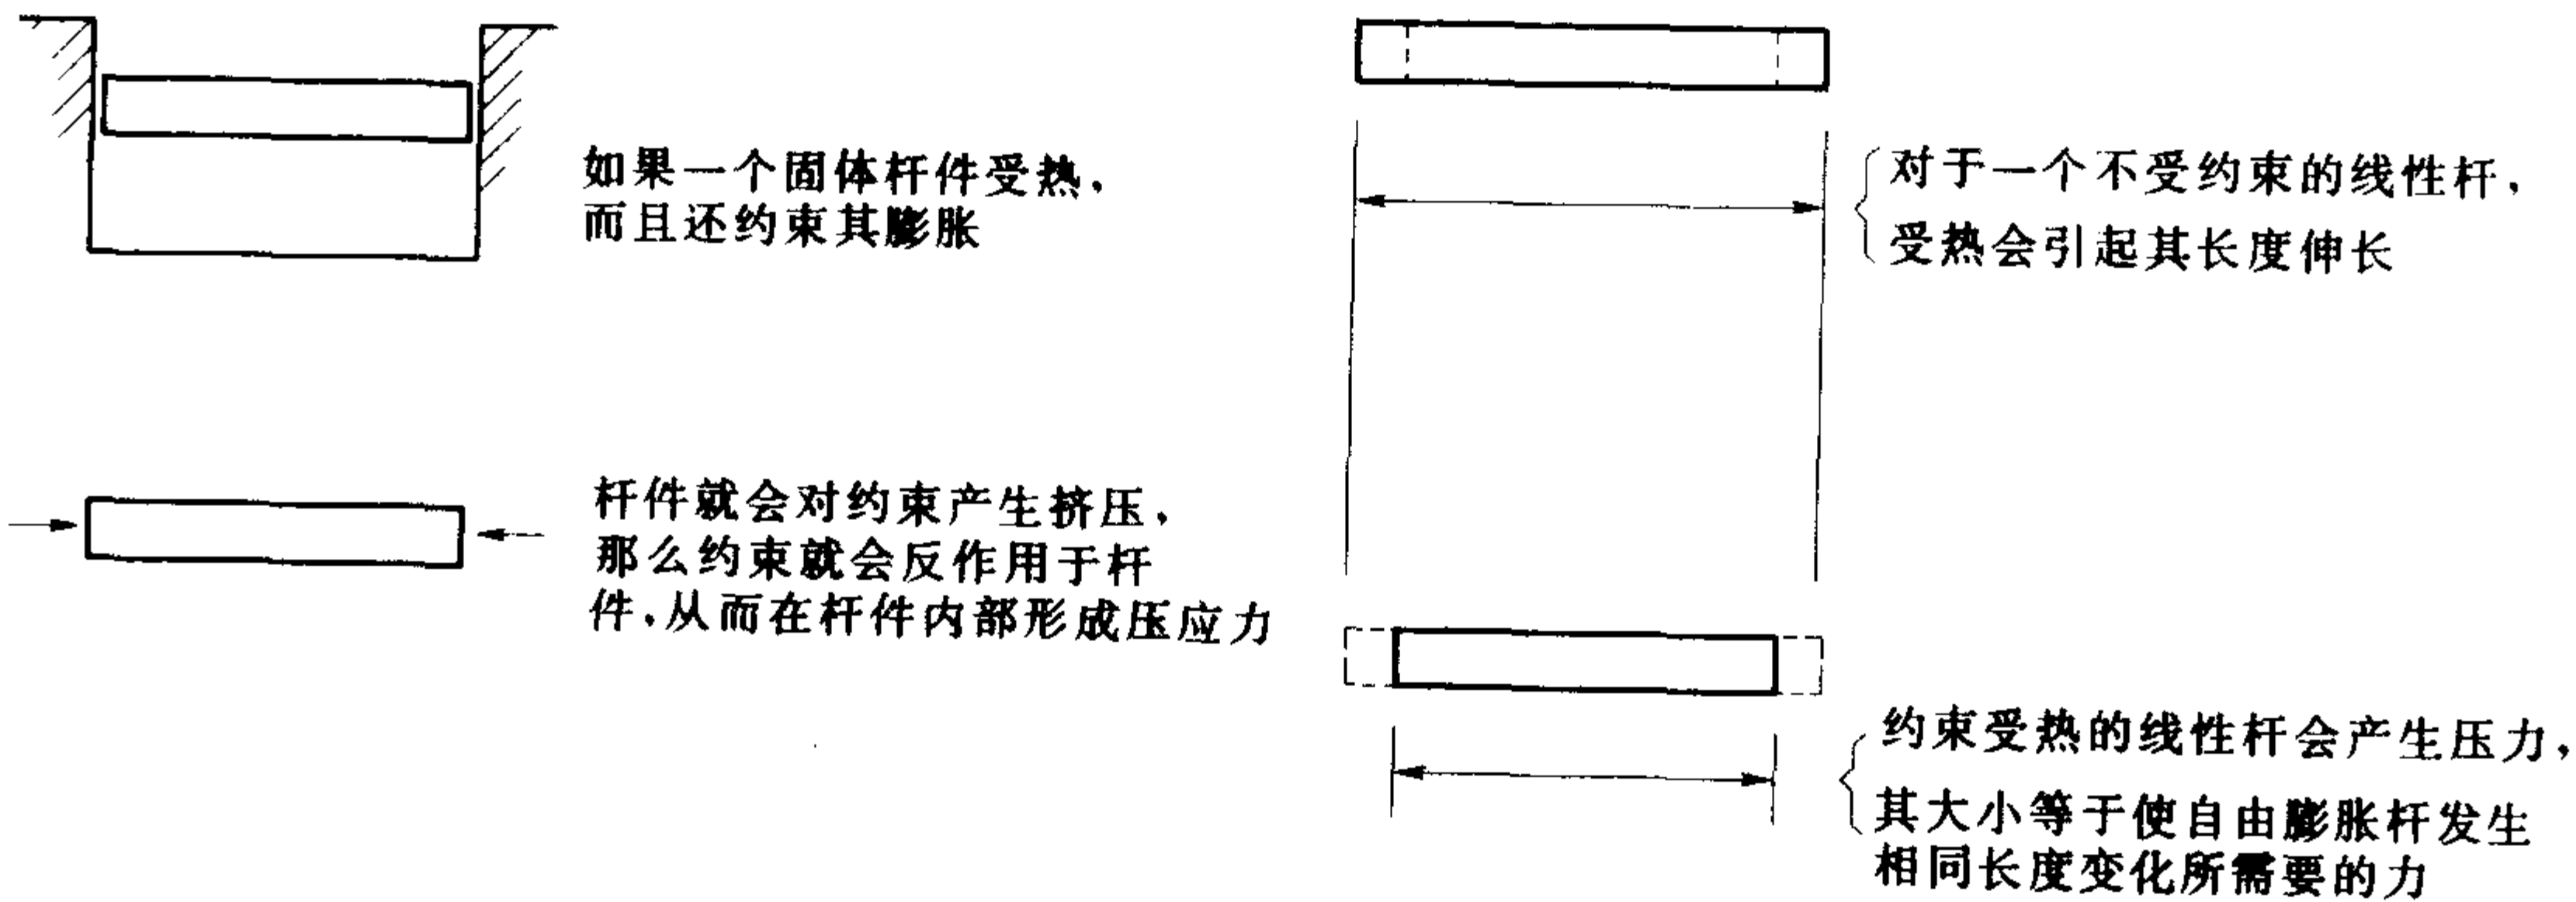 如果一个固体杆件受热，
而且还约束其膨胀
杆件就会对约束产生挤压，
那么约束就会反作用于杆
件，从而在杆件内部形成压应力
对于一个不受约束的线性杆，
受热会引起其长度伸长
约束受热的线性杆会产生压力，
其大小等于使自由膨胀杆发生
相同长度变化所需要的力